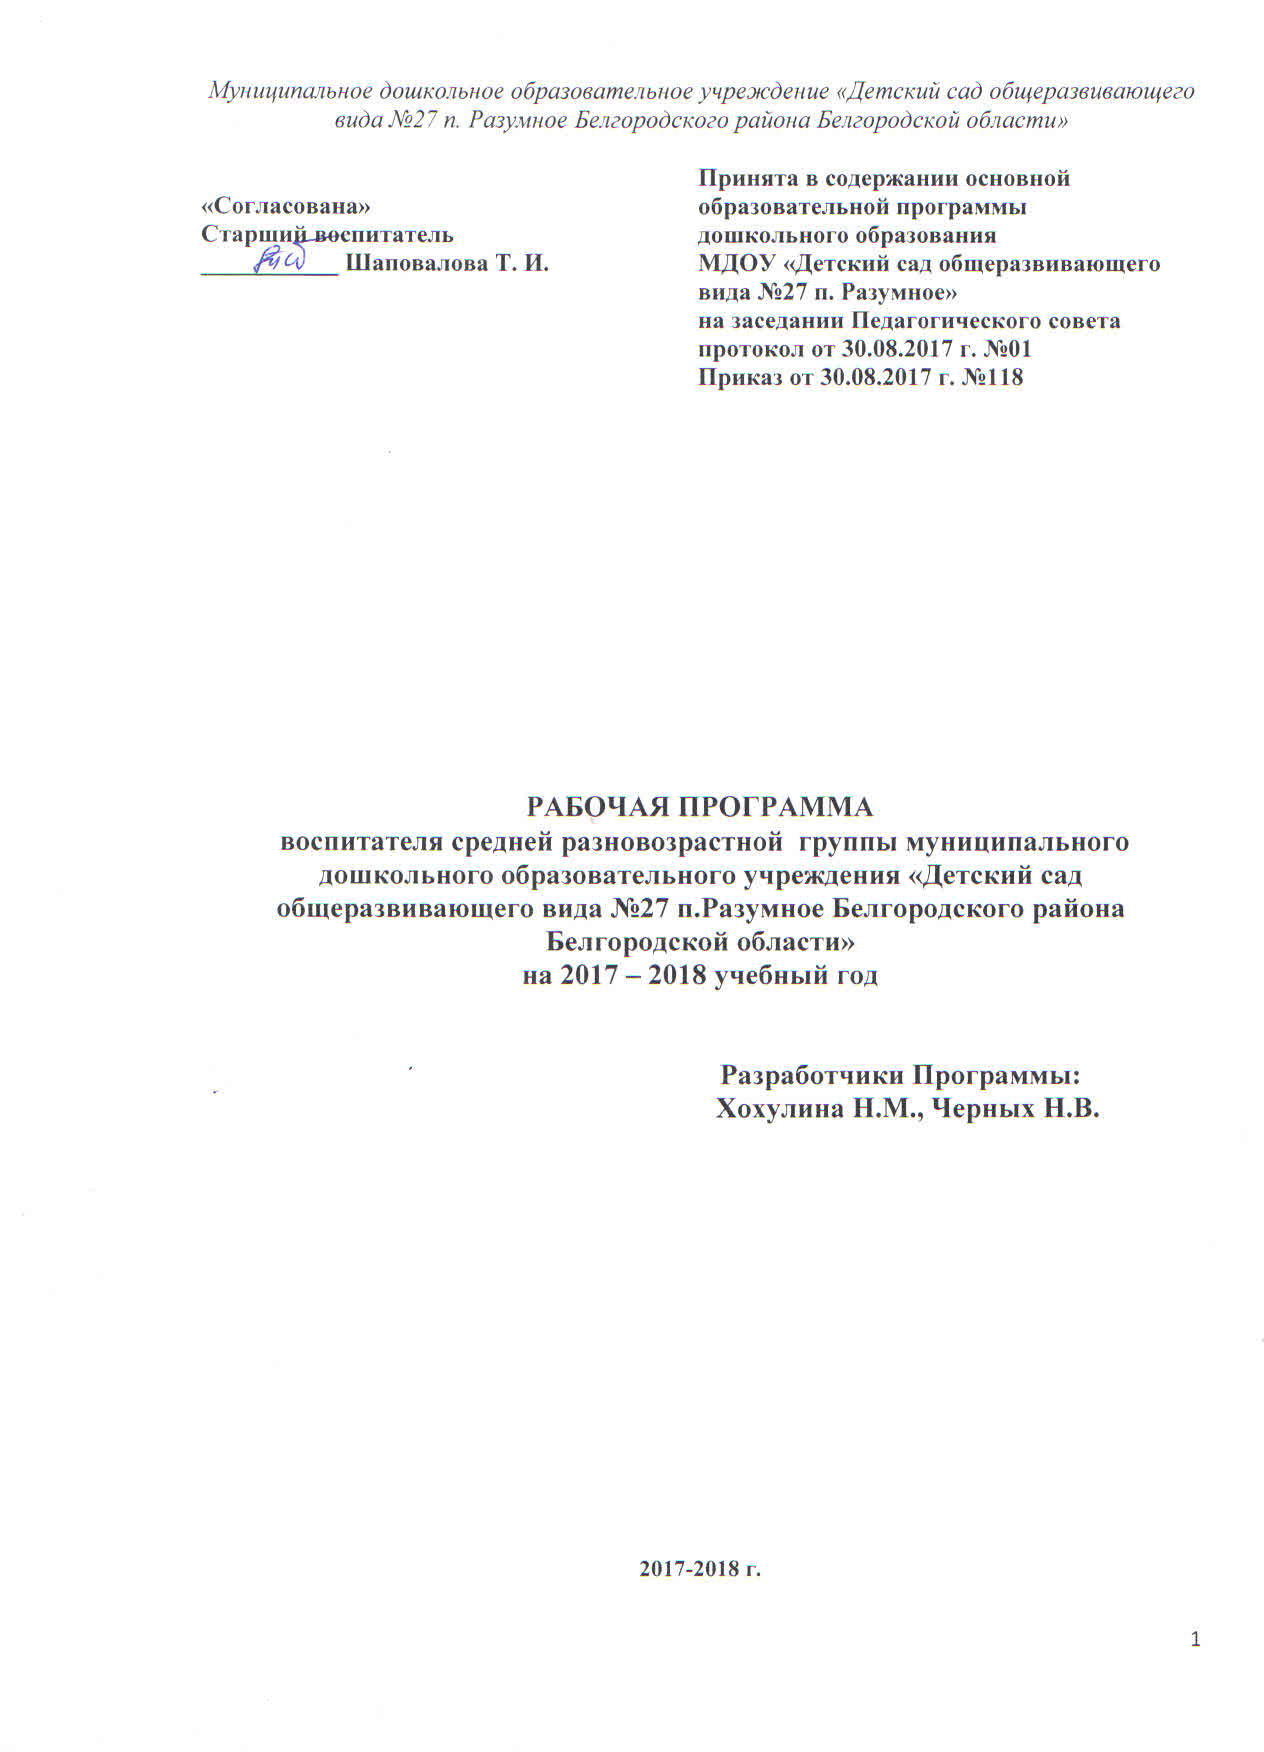 Муниципальное дошкольное образовательное учреждение «Детский сад общеразвивающего
вида №27 п. Разумное Белгородского района Белгородской области»
«Согласована»
Старший воспитатель
____________ Шаповалова Т. И.
Принята в содержании основной
образовательной программы
дошкольного образования
МДОУ «Детский сад общеразвивающего
вида №27 п. Разумное»
на заседании Педагогического совета
протокол от 30.08.2017 г. №01
Приказ от 30.08.2017 г. №118
РАБОЧАЯ ПРОГРАММА
воспитателя средней разновозрастной группы муниципального
дошкольного образовательного учреждения «Детский сад
общеразвивающего вида №27 п.Разумное Белгородского района
Белгородской области»
на 2017 – 2018 учебный год
Разработчики Программы:
Хохулина Н.М., Черных Н.В.
2017-2018 г.
1